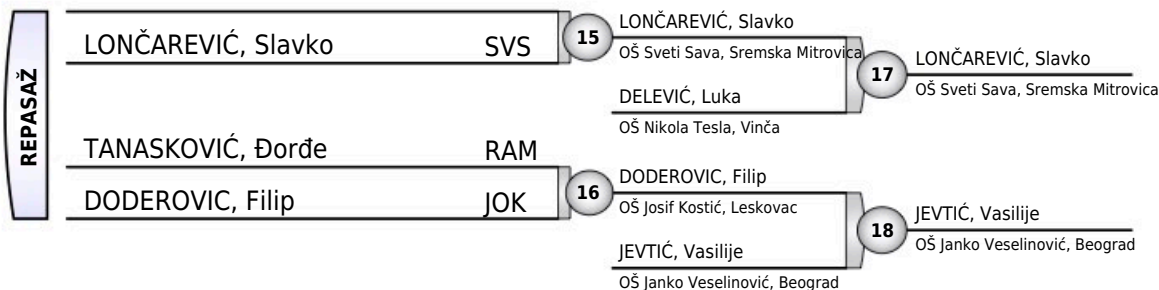 REPASAŽ
LONČAREVIĆ, Slavko SVS
TANASKOVIĆ, Đorđe RAM
DODEROVIC, Filip JOK
15
LONČAREVIĆ, Slavko
OŠ Sveti Sava, Sremska Mitrovica
DELEVIĆ, Luka
OŠ Nikola Tesla, Vinča
16
DODEROVIC, Filip
OŠ Josif Kostić, Leskovac
JEVTIĆ, Vasilije
OŠ Janko Veselinović, Beograd
17
LONČAREVIĆ, Slavko
OŠ Sveti Sava, Sremska Mitrovica
18
JEVTIĆ, Vasilije
OŠ Janko Veselinović, Beograd